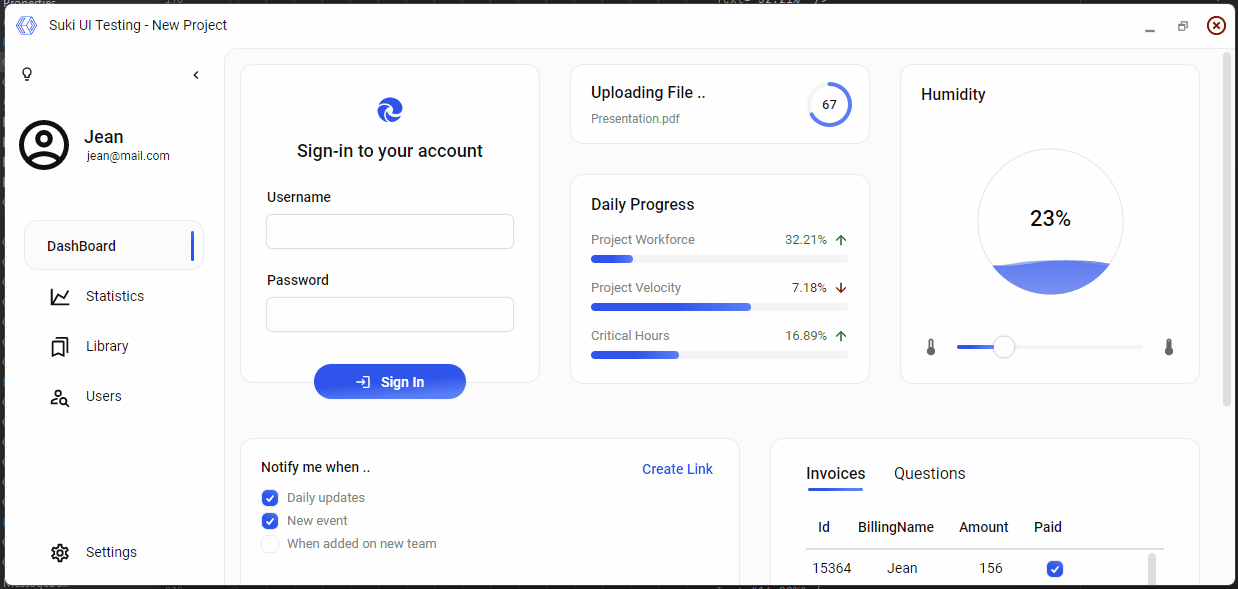 Suki UI Testing - New Project
Jean
jean@mail.com
DashBoard
Statistics
Library
Users
Settings
Sign-in to your account
Username
Password
Sign In
Uploading File ..
Presentation.pdf
67
Daily Progress
Project Workforce 32.21%
Project Velocity 7.18%
Critical Hours 16.89%
Humidity
23%
Notify me when ..
Create Link
Daily updates
New event
When added on new team
Invoices Questions
Id BillingName Amount Paid
15364 Jean 156